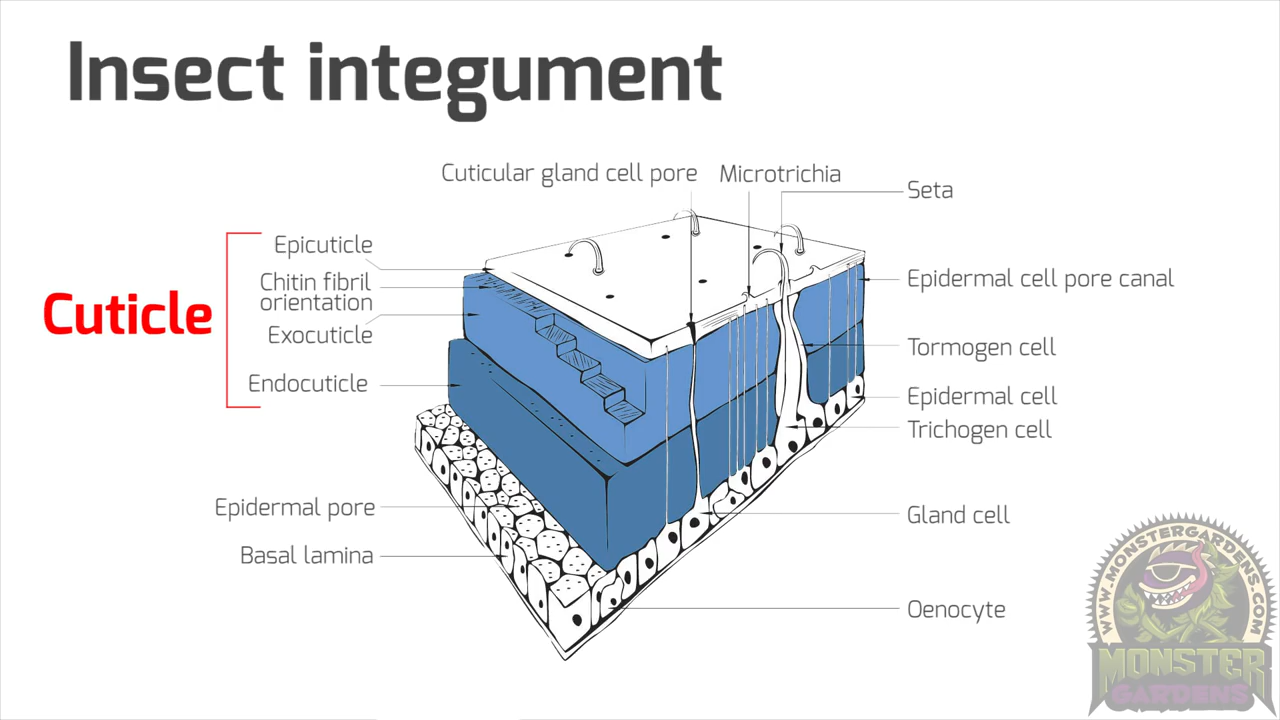 Insect integument
Cuticular gland cell pore
Microtrichia
Seta
Epicuticle
Chitin fibril
orientation
Exocuticle
Endocuticle
Cuticle
Epidermal cell pore canal
Tormogen cell
Epidermal cell
Trichogen cell
Epidermal pore
Basal lamina
Gland cell
Oenocyte
WWW.MONSTERGARDENS.COM
MONSTER
GARDENS